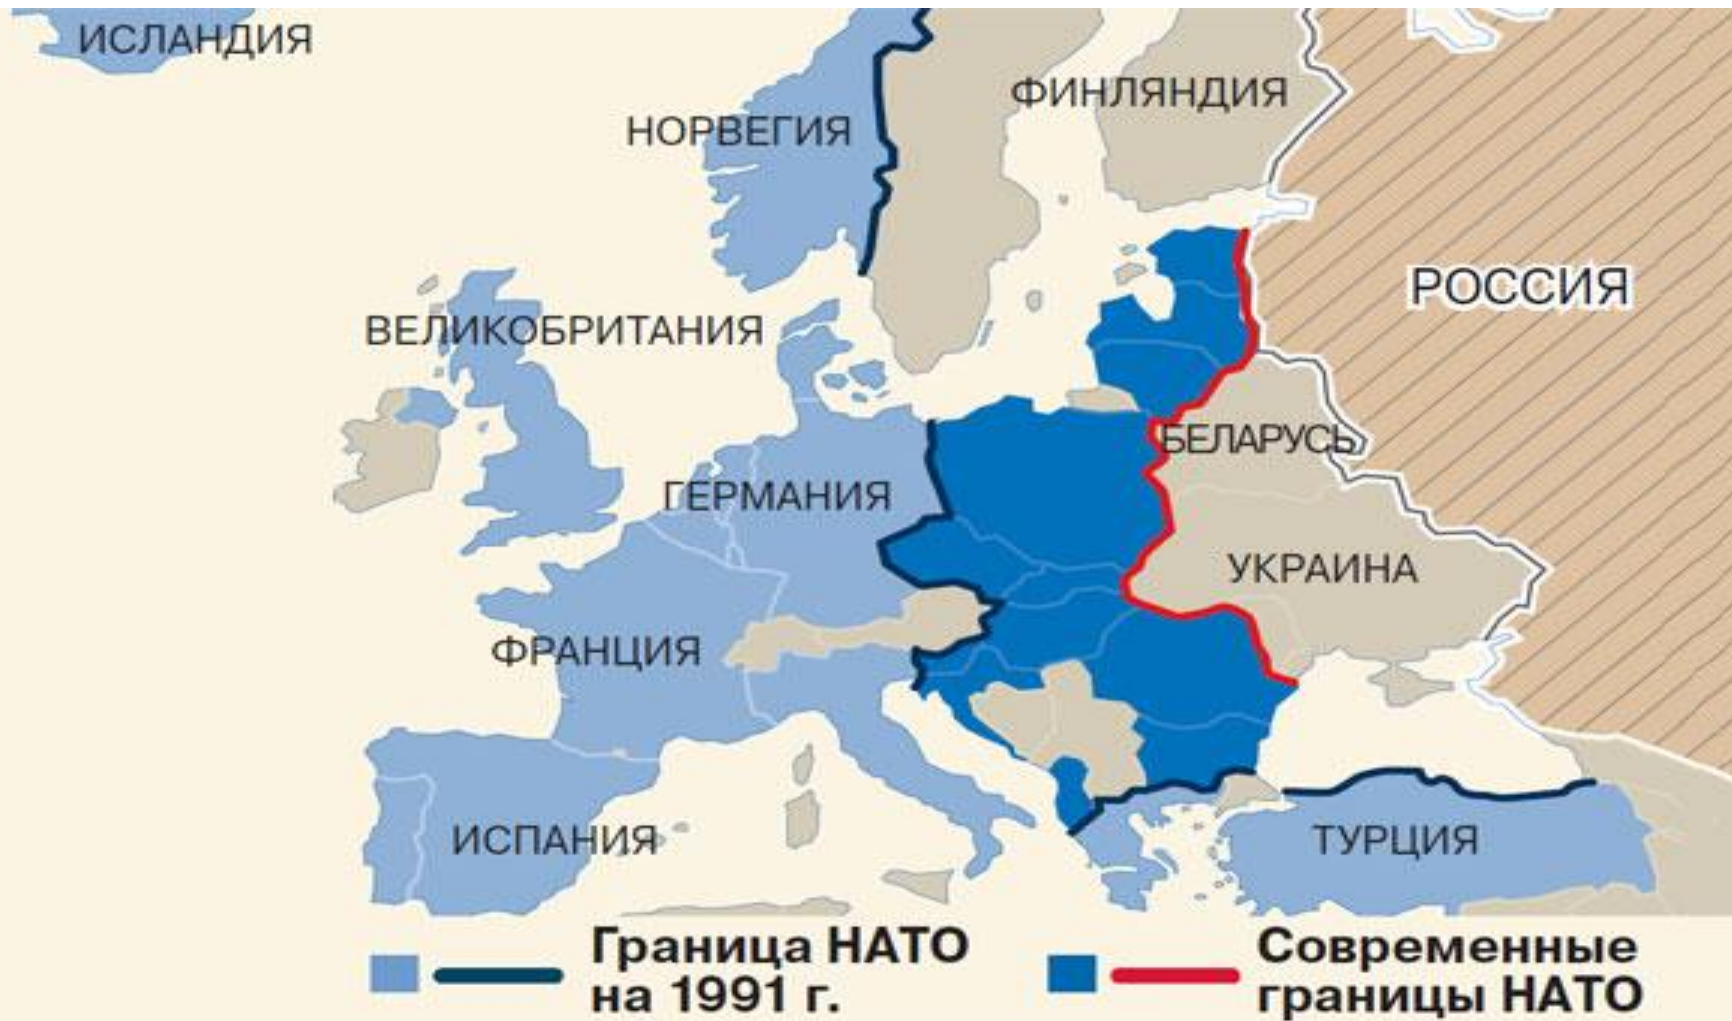 ИСЛАНДИЯ
ФИНЛЯНДИЯ
НОРВЕГИЯ
РОССИЯ
ВЕЛИКОБРИТАНИЯ
БЕЛАРУСЬ
ГЕРМАНИЯ
УКРАИНА
ФРАНЦИЯ
ИСПАНИЯ
ТУРЦИЯ
Граница НАТО
на 1991 г.
Современные
границы НАТО